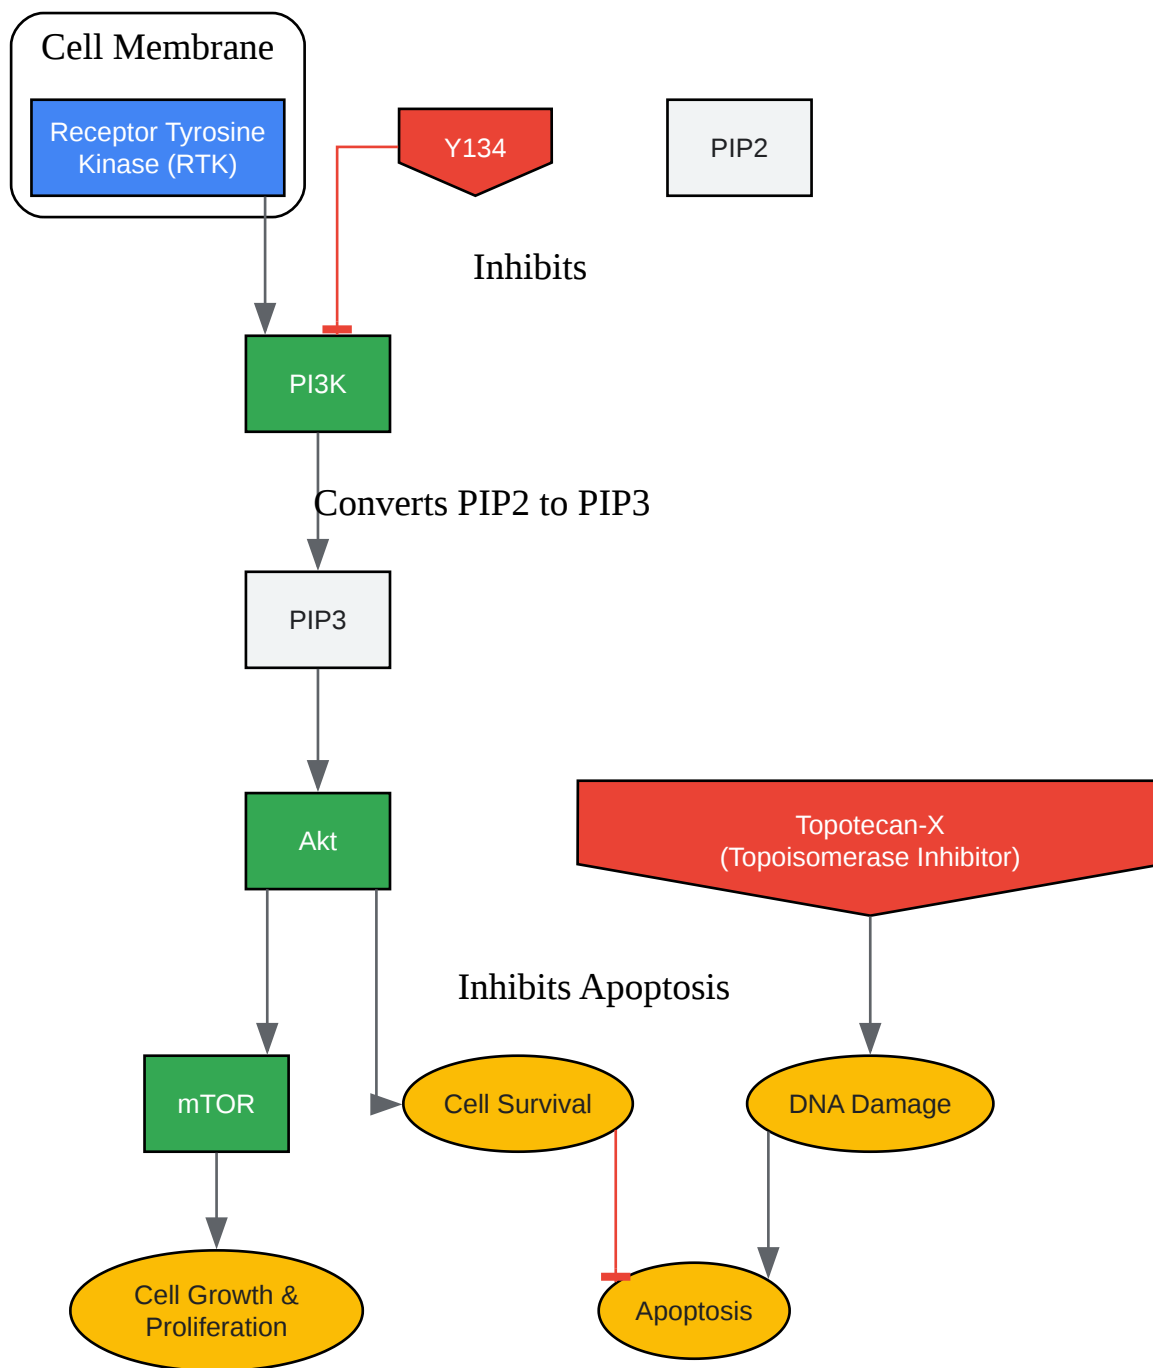 Cell Membrane
Receptor Tyrosine
Kinase (RTK)
Y134
PIP2
Inhibits
PI3K
Converts PIP2 to PIP3
PIP3
Akt
Topotecan-X
(Topoisomerase Inhibitor)
Inhibits Apoptosis
mTOR
Cell Survival
DNA Damage
Cell Growth &
Proliferation
Apoptosis